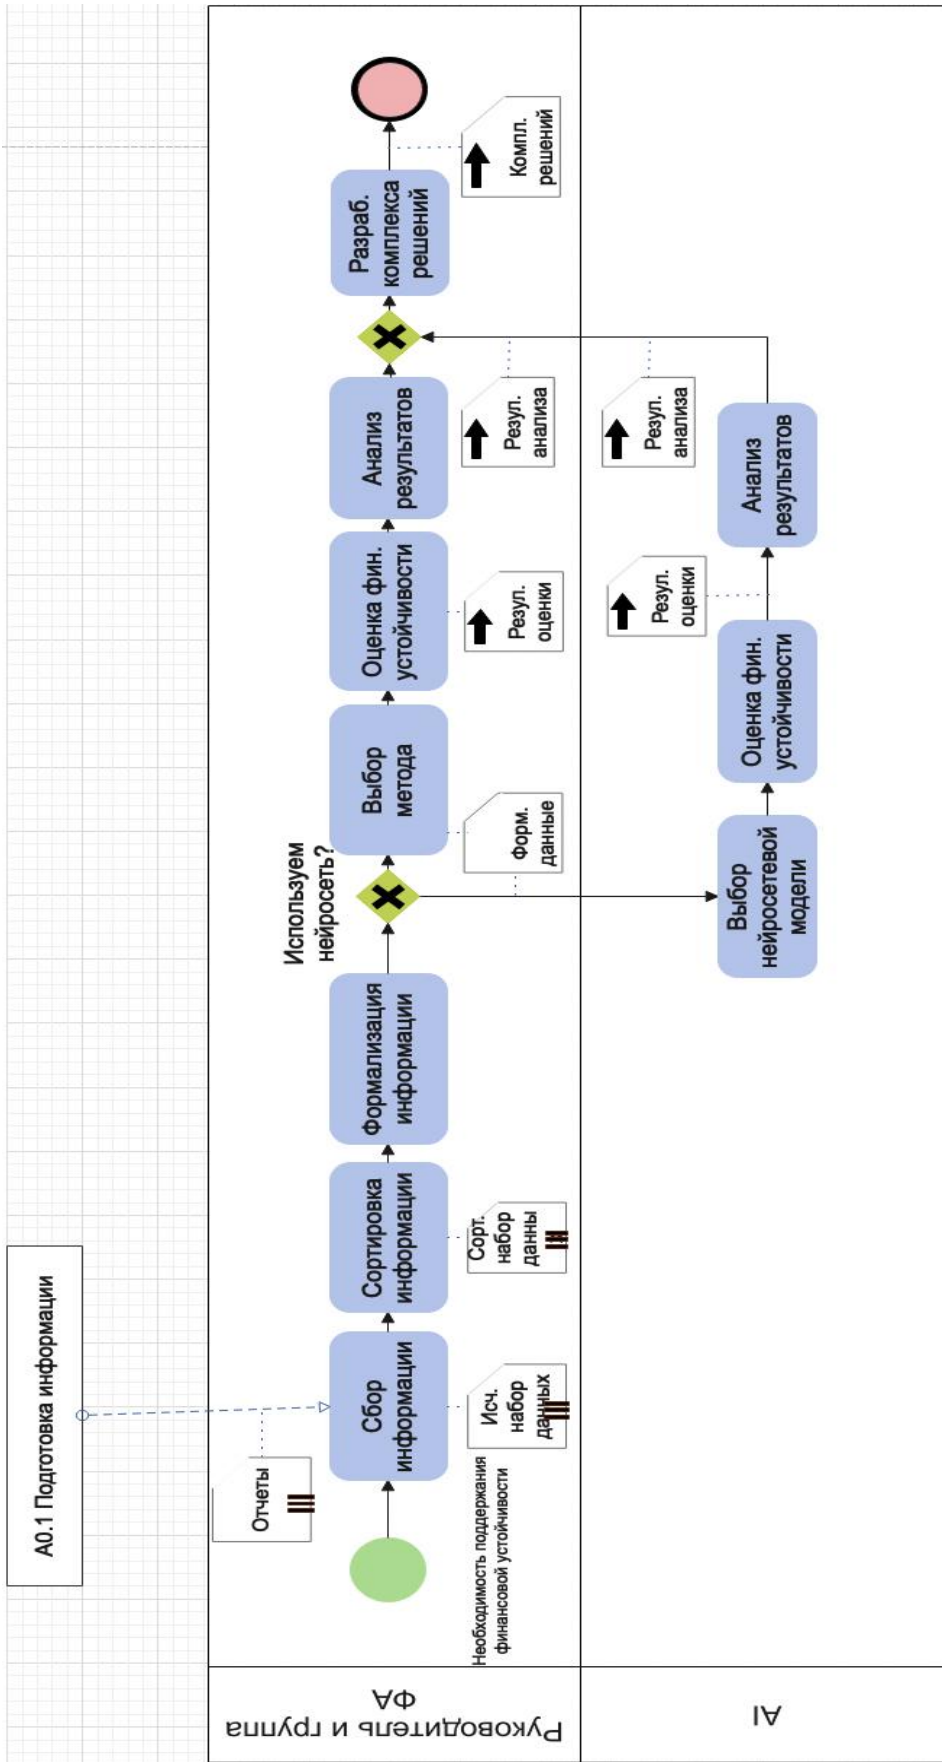 А0.1 Подготовка информации
Руководитель и группа
ФА
Отчеты
Необходимость поддержания
финансовой устойчивости
Сбор
информации
Исч.
набор
данных
Сортировка
информации
Сорт.
набор
данны
Формализация
информации
Используем
нейросеть?
Форм.
данные
Выбор
метода
Оценка фин.
устойчивости
Резул.
оценки
Анализ
результатов
Резул.
анализа
Разраб.
комплекса
решений
Компл.
решений
AI
Выбор
нейросетевой
модели
Оценка фин.
устойчивости
Резул.
оценки
Анализ
результатов
Резул.
анализа